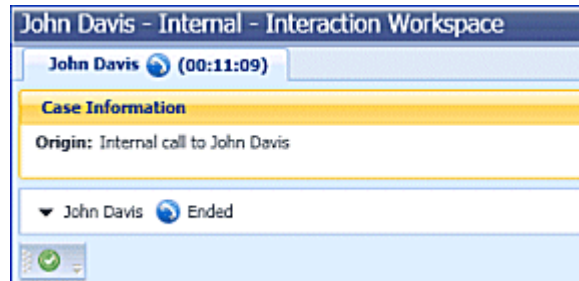 John Davis - Internal - Interaction Workspace
John Davis (00:11:09)
Case Information
Origin: Internal call to John Davis
John Davis Ended